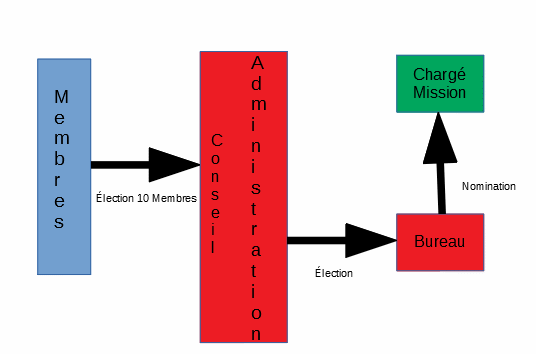 Membres
Élection 10 Membres
Conseil
Administration
Élection
Bureau
Nomination
Chargé
Mission